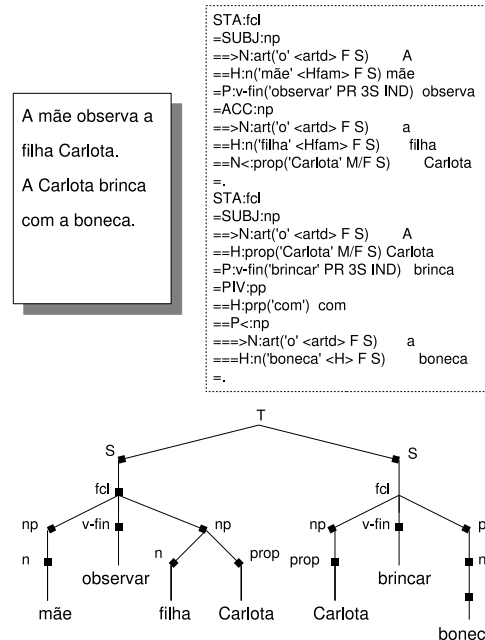 A mãe observa a
filha Carlota.
A Carlota brinca
com a boneca.
STA:fcl
=SUBJ:np
==>N:art('o' <artd> F S) A
==H:n('mãe' <Hfam> F S) mãe
=P:v-fin('observar' PR 3S IND) observa
=ACC:np
==>N:art('o' <artd> F S) a
==H:n('filha' <Hfam> F S) filha
==N<:prop('Carlota' M/F S) Carlota
=.
STA:fcl
=SUBJ:np
==>N:art('o' <artd> F S) A
==H:prop('Carlota' M/F S) Carlota
=P:v-fin('brincar' PR 3S IND) brinca
=PIV:pp
==H:prp('com') com
==P<:np
===>N:art('o' <artd> F S) a
===H:n('boneca' <H> F S) boneca
=.
T
S S
fcl fcl
np v-fin np np v-fin p
n n prop prop n
observar brincar
mãe filha Carlota Carlota
bonec